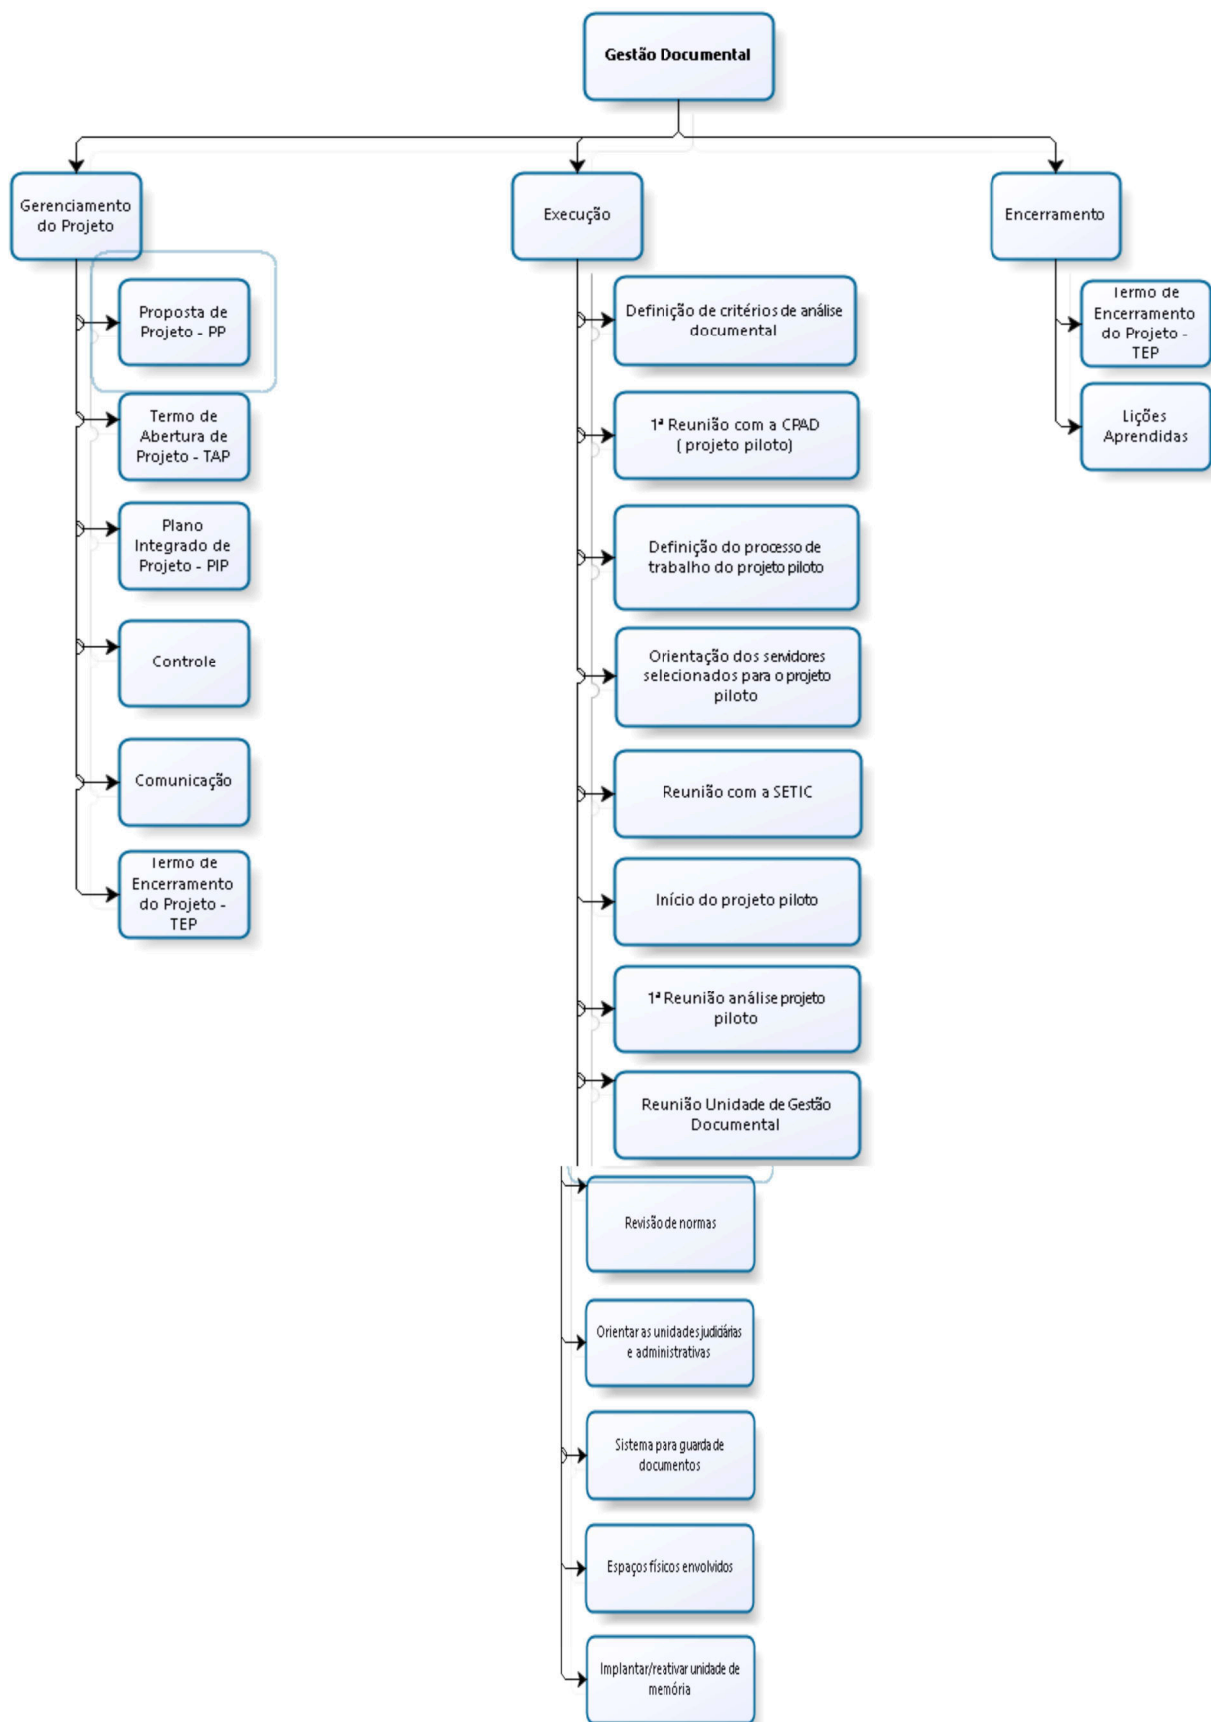 Gestão Documental
Gerenciamento
do Projeto
Proposta de
Projeto - PP
Termo de
Abertura de
Projeto - TAP
Plano
Integrado de
Projeto - PIP
Controle
Comunicação
Termo de
Encerramento
do Projeto -
TEP
Execução
Definição de critérios de análise
documental
1ª Reunião com a CPAD
( projeto piloto)
Definição do processo de
trabalho do projeto piloto
Orientação dos servidores
selecionados para o projeto
piloto
Reunião com a SETIC
Início do projeto piloto
1ª Reunião análise projeto
piloto
Reunião Unidade de Gestão
Documental
Revisão de normas
Orientar as unidades judiciárias
e administrativas
Sistema para guarda de
documentos
Espaços físicos envolvidos
Implantar/reativar unidade de
memória
Encerramento
Termo de
Encerramento
do Projeto -
TEP
Lições
Aprendidas